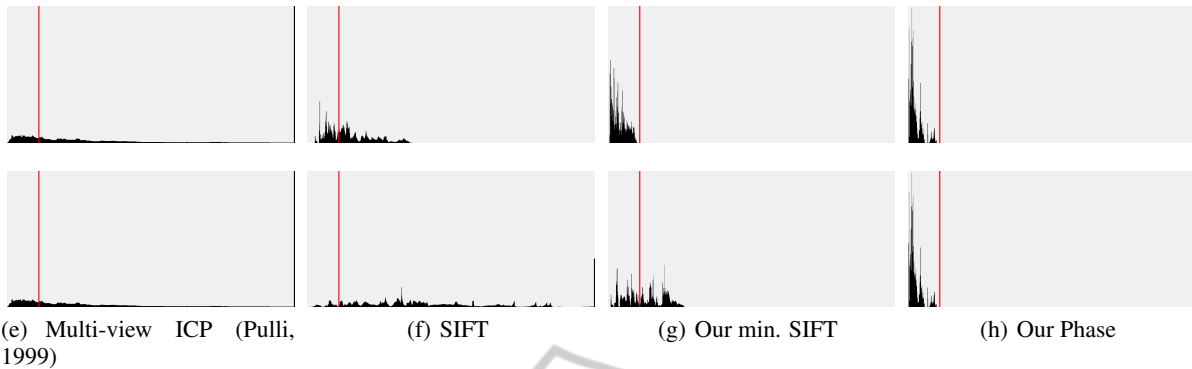 (e) Multi-view ICP (Pulli,
1999)
(f) SIFT
(g) Our min. SIFT
(h) Our Phase